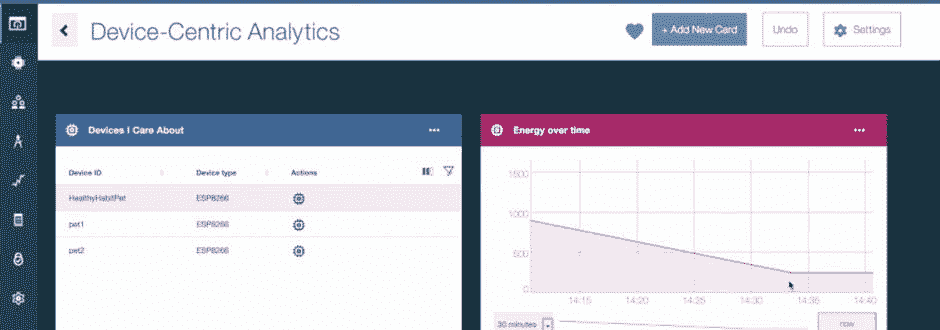 Device-Centric Analytics
+ Add New Card
Undo
Settings
Devices I Care About
Device ID Device type Actions
HealthyHabitPet ESP8266
pet1 ESP8266
pet2 ESP8266
Energy over time
1500
1000
500
0
14:15 14:20 14:25 14:30 14:35 14:40
30 minutes
now